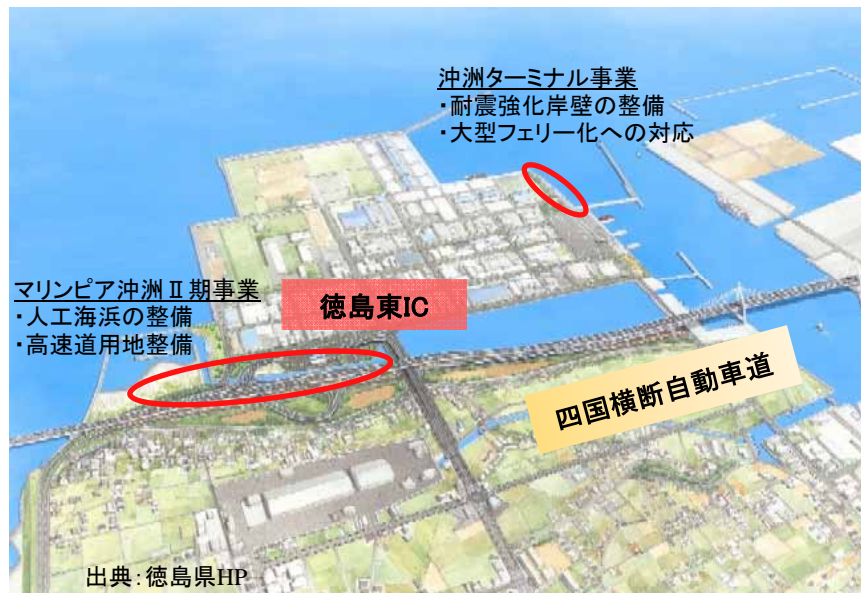 沖洲ターミナル事業
・耐震強化岸壁の整備
・大型フェリー化への対応
マリンピア沖洲Ⅱ期事業
・人工海浜の整備
・高速道用地整備
徳島東IC
四国横断自動車道
出典:徳島県HP